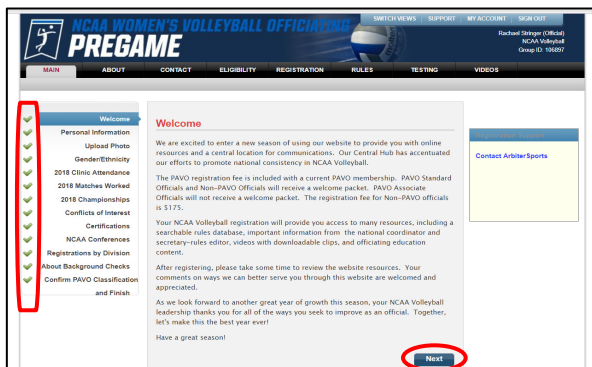 NCAA WOMEN'S VOLLEYBALL OFFICIATING
PREGAME
SWITCH VIEWS SUPPORT MY ACCOUNT SIGN OUT
Rachael Stringer (Official)
NCAA Volleyball
Group ID: 106897
MAIN ABOUT CONTACT ELIGIBILITY REGISTRATION RULES TESTING VIDEOS
Welcome
Personal Information
Upload Photo
Gender/Ethnicity
2018 Clinic Attendance
2018 Matches Worked
2018 Championships
Conflicts of Interest
Certifications
NCAA Conferences
Registrations by Division
About Background Checks
Confirm PAVO Classification
and Finish
Welcome
We are excited to enter a new season of using our website to provide you with online
resources and a central location for communications. Our Central Hub has accentuated
our efforts to promote national consistency in NCAA Volleyball.
The PAVO registration fee is included with a current PAVO membership. PAVO Standard
Officials and Non-PAVO Officials will receive a welcome packet. PAVO Associate
Officials will not receive a welcome packet. The registration fee for Non-PAVO officials
is $175.
Your NCAA Volleyball registration will provide you access to many resources, including a
searchable rules database, important information from the national coordinator and
secretary-rules editor, videos with downloadable clips, and officiating education
content.
After registering, please take some time to review the website resources. Your
comments on ways we can better serve you through this website are welcomed and
appreciated.
As we look forward to another great year of growth this season, your NCAA Volleyball
leadership thanks you for all of the ways you seek to improve as an official. Together,
let's make this the best year ever!
Have a great season!
Next
Registration Support
Contact ArbiterSports